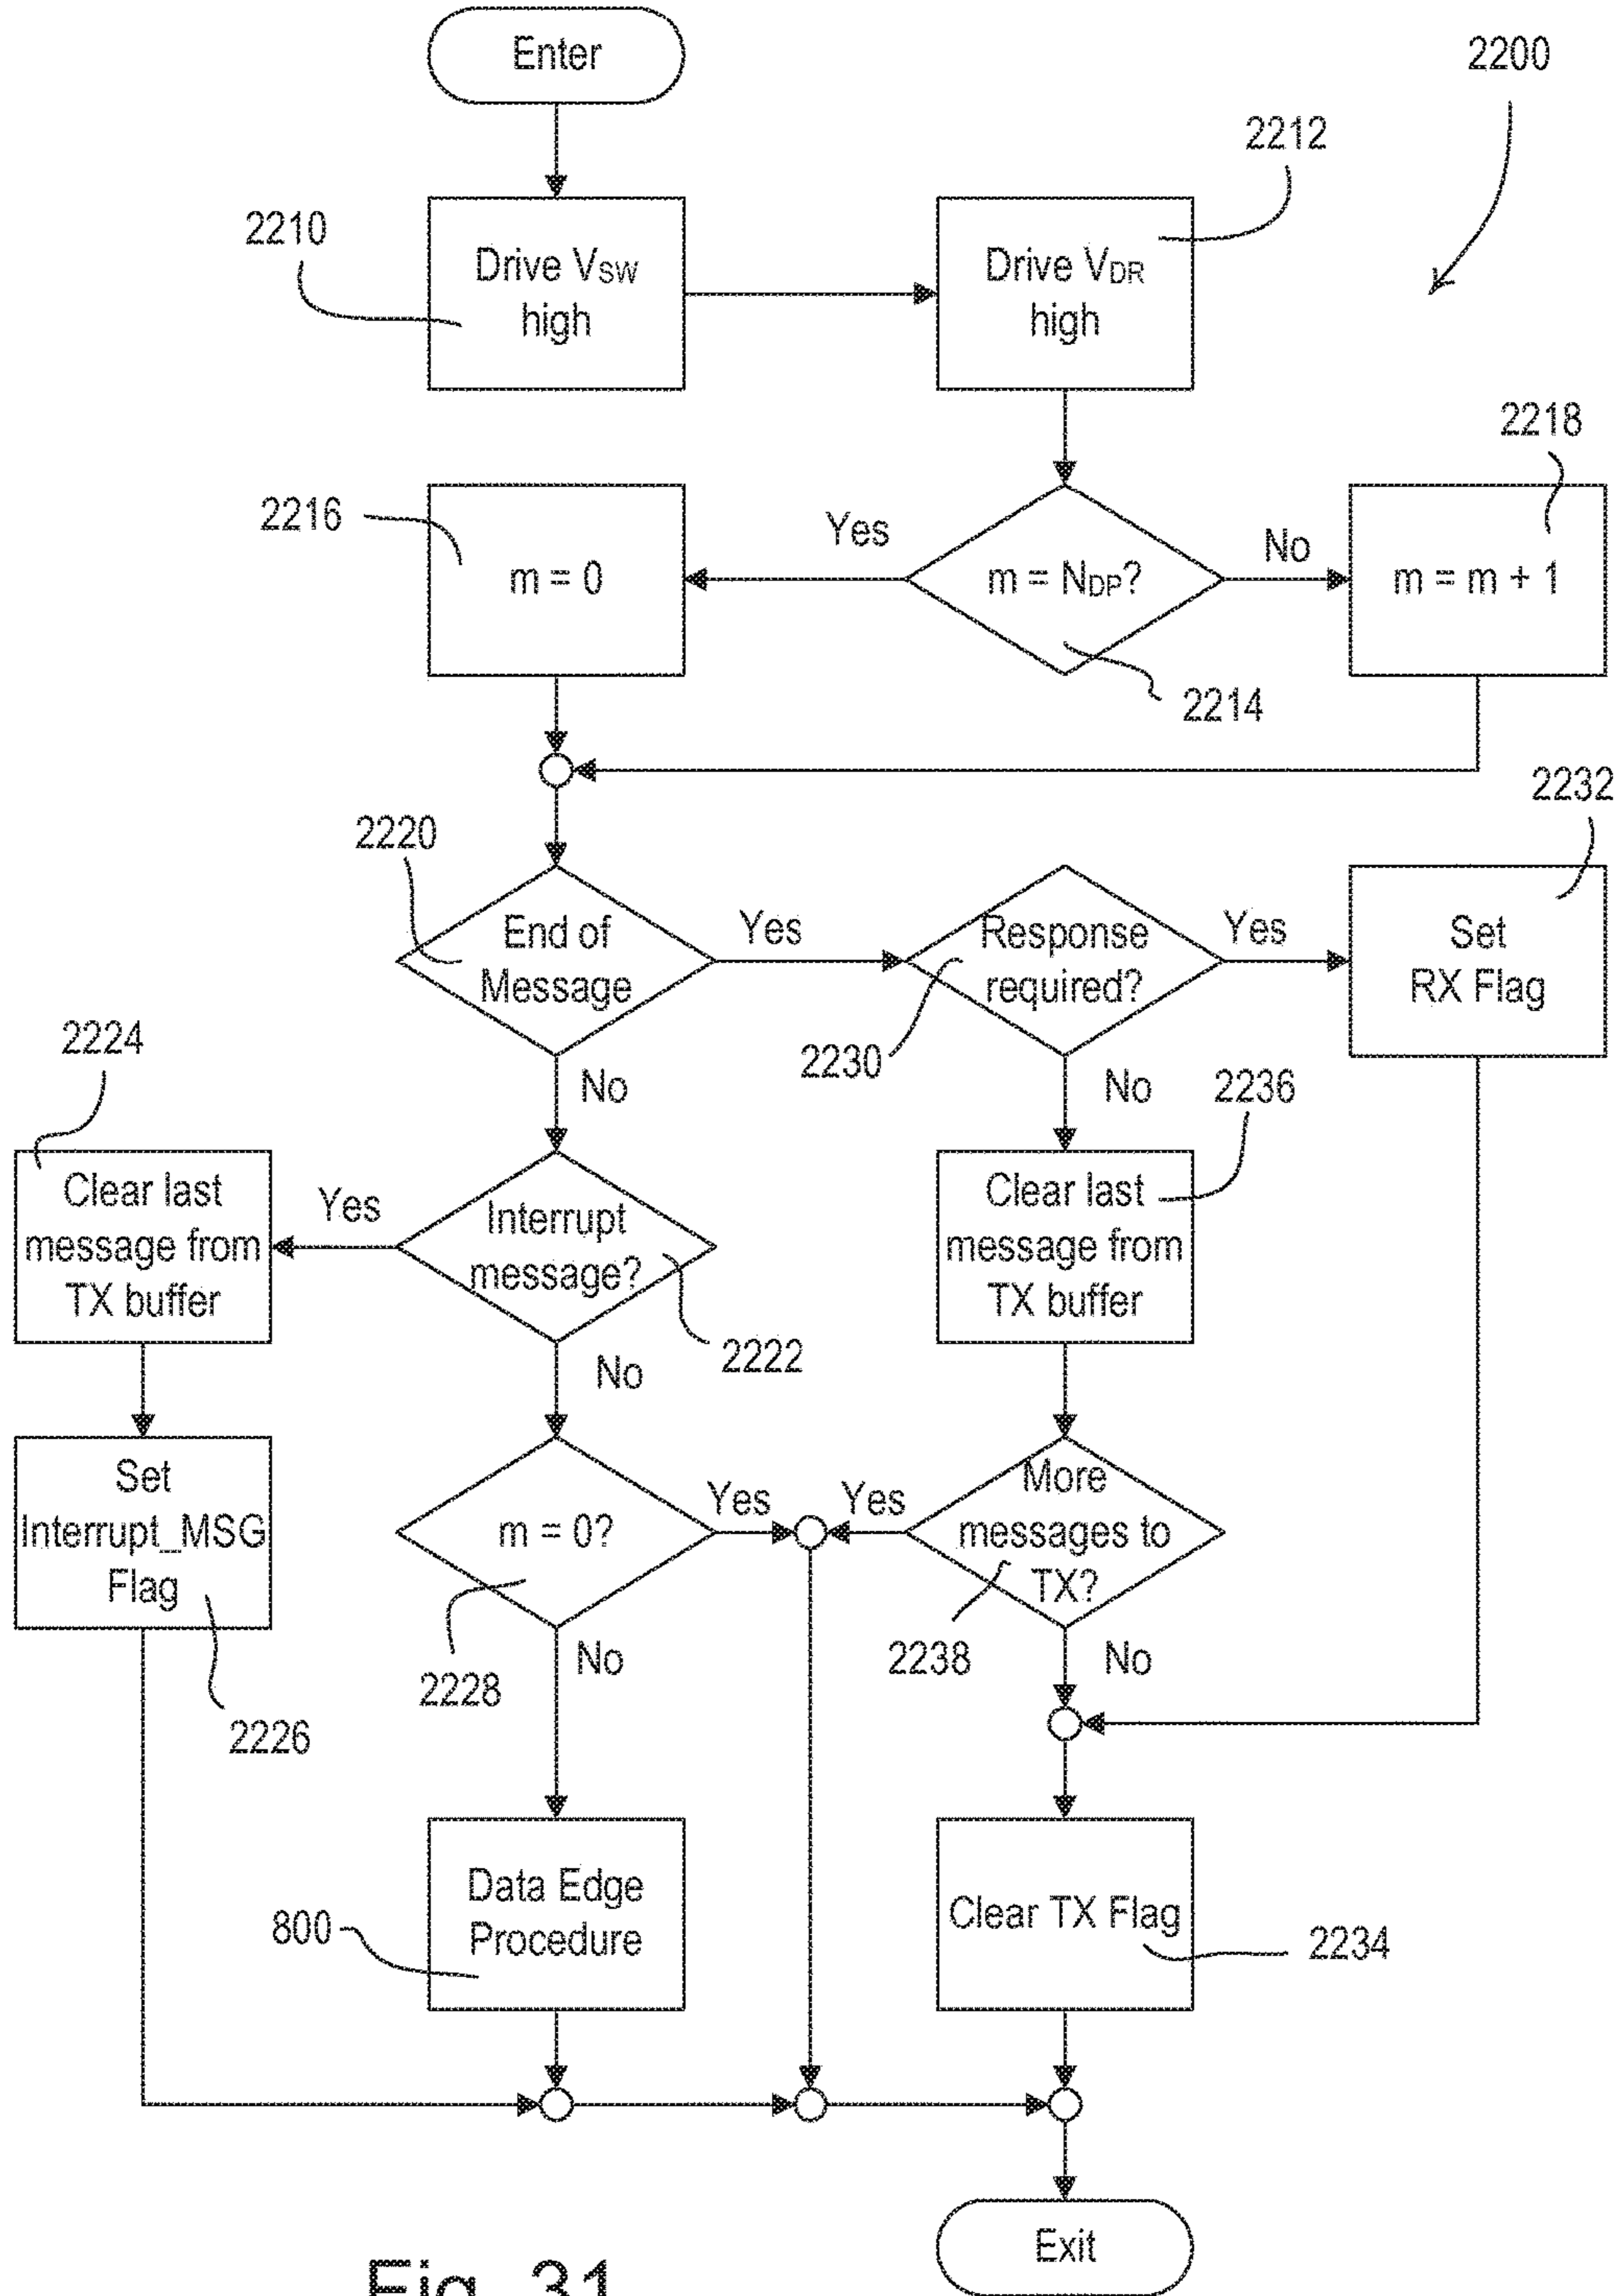 Enter
2200
2212
2210
Drive VSW
high
Drive VDR
high
2218
2216
Yes
No
m = 0
m = NDP?
m = m + 1
2214
2232
2220
End of
Message
Yes
Response
required?
Yes
Set
RX Flag
2230
2224
No
No
2236
Clear last
message from
TX buffer
Yes
Interrupt
message?
Clear last
message from
TX buffer
2222
No
Set
Interrupt_MSG
Flag
m = 0?
Yes
Yes
More
messages to
TX?
2228
No
2238
No
2226
800
Data Edge
Procedure
Clear TX Flag
2234
Exit
Fig. 31